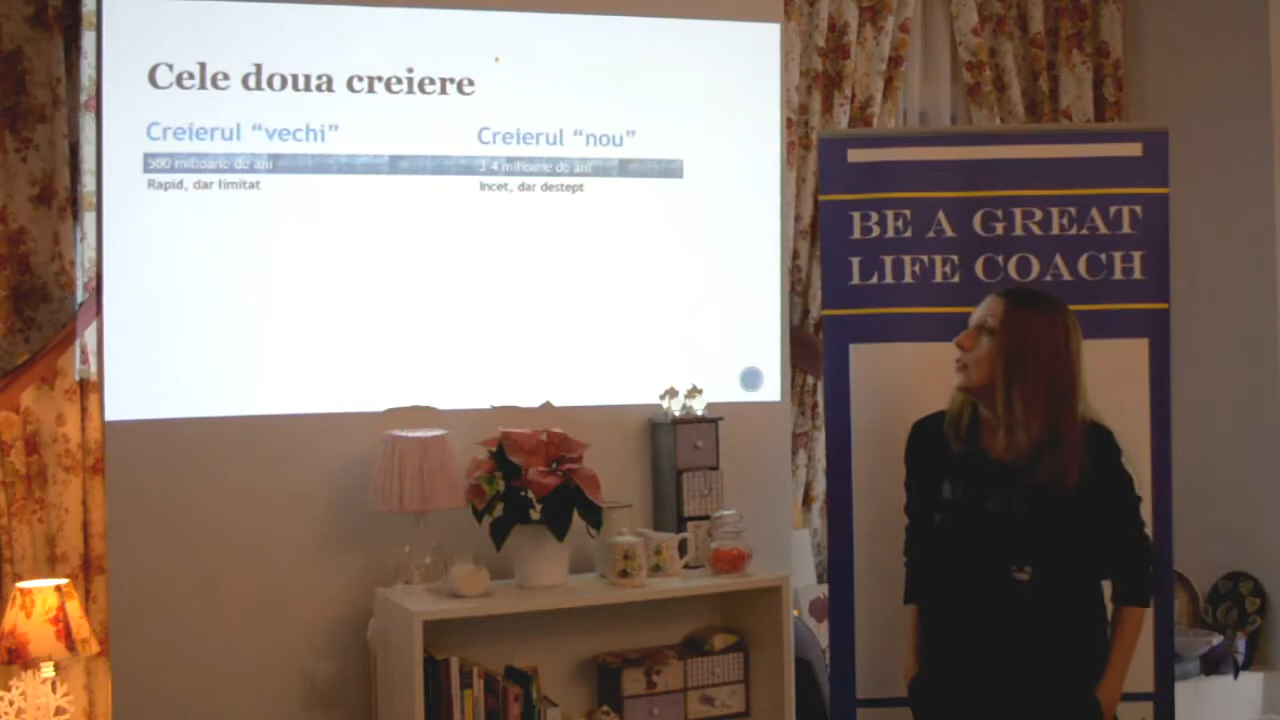 Cele doua creiere
Creierul “vechi” Creierul “nou”
500 milioane de ani 3-4 milioane de ani
Rapid, dar limitat Incet, dar destept
BE A GREAT
LIFE COACH